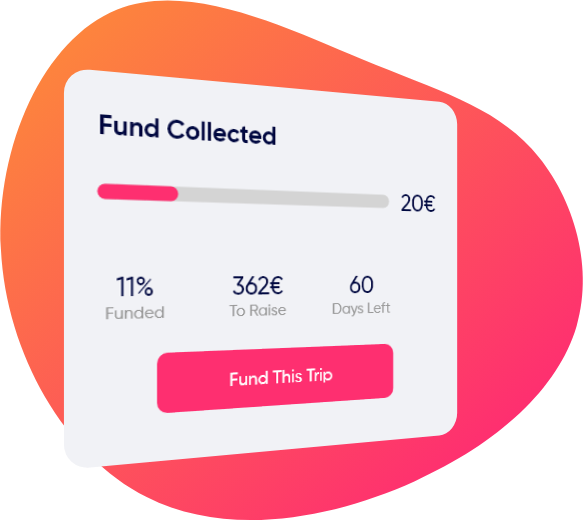 Fund Collected
20€
11% 362€ 60
Funded To Raise Days Left
Fund This Trip